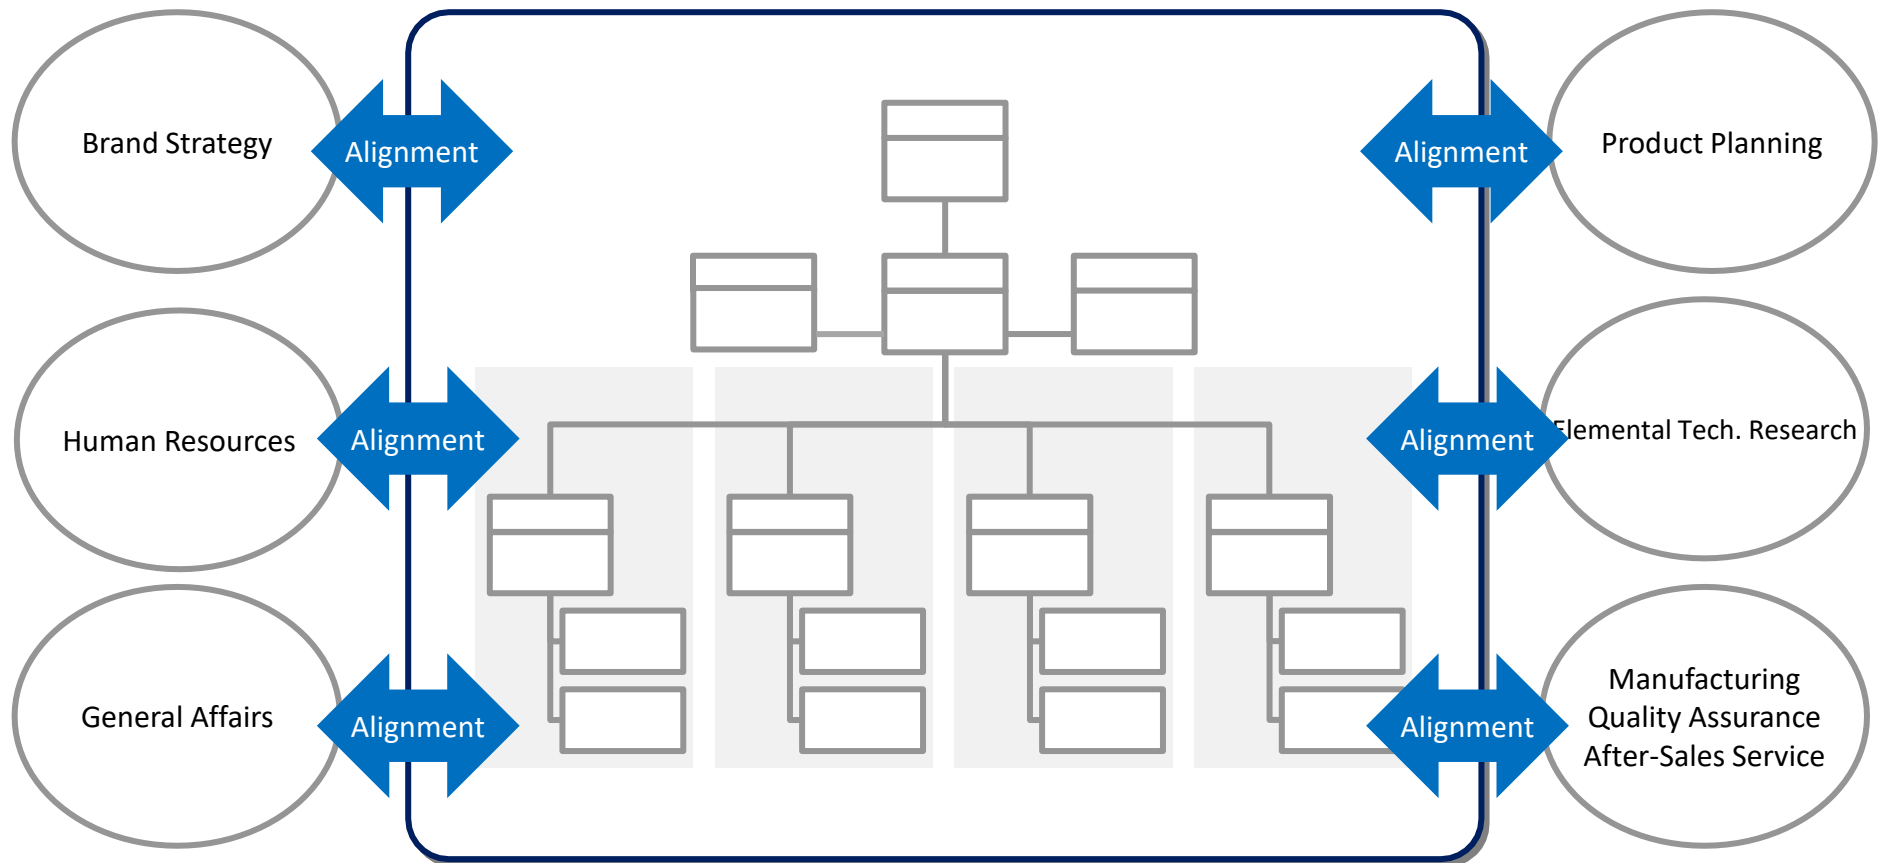 Brand Strategy
Alignment
Alignment
Product Planning
Human Resources
Alignment
Alignment
Elemental Tech. Research
General Affairs
Alignment
Alignment
Manufacturing
Quality Assurance
After-Sales Service